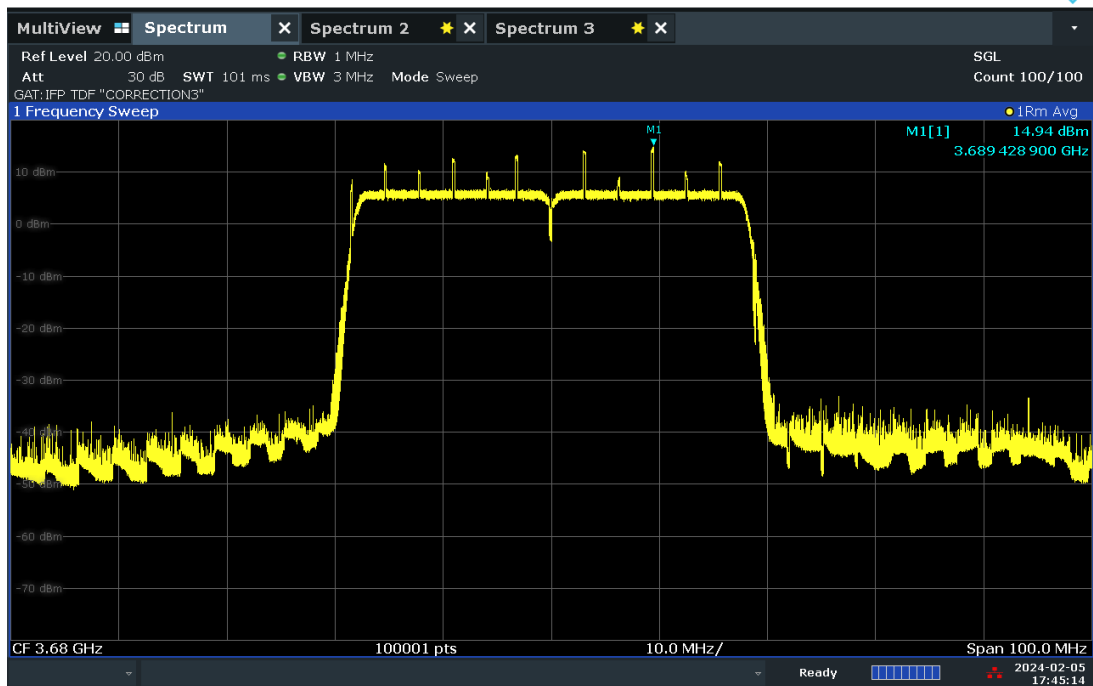 MultiView Spectrum X Spectrum 2 X Spectrum 3 X
Ref Level 20.00 dBm RBW 1 MHz SGL
Att 30 dB SWT 101 ms VBW 3 MHz Mode Sweep Count 100/100
GAT:IFP TDF "CORRECTION3"
1 Frequency Sweep 1Rm Avg
M1 M1[1] 14.94 dBm
3.689 428 900 GHz
10 dBm
0 dBm
-10 dBm
-20 dBm
-30 dBm
-40 dBm
-50 dBm
-60 dBm
-70 dBm
CF 3.68 GHz 100001 pts 10.0 MHz/ Span 100.0 MHz
Ready 2024-02-05
17:45:14